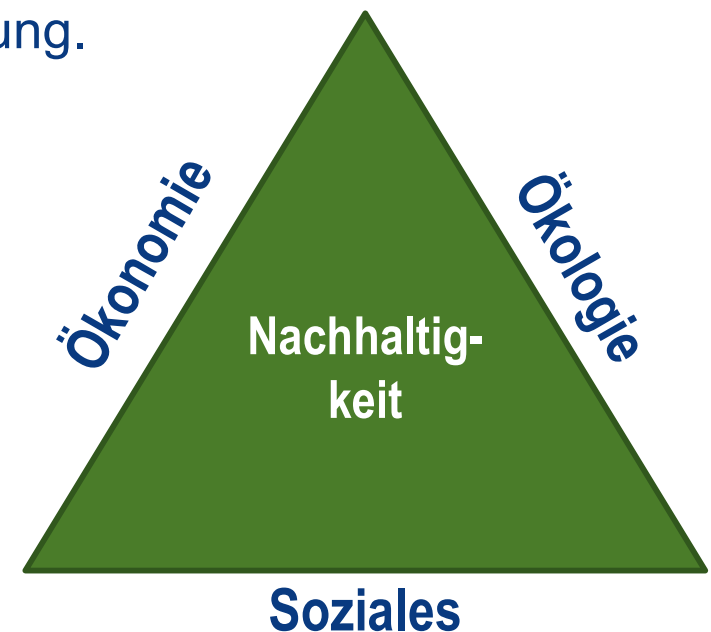 ung.
Ökonomie
Ökologie
Nachhaltig-
keit
Soziales